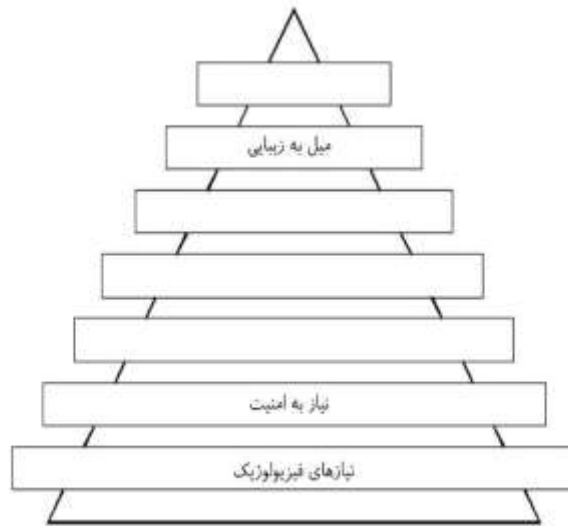 میل به زیبایی
نیاز به امنیت
نیازهای فیزیولوژیک